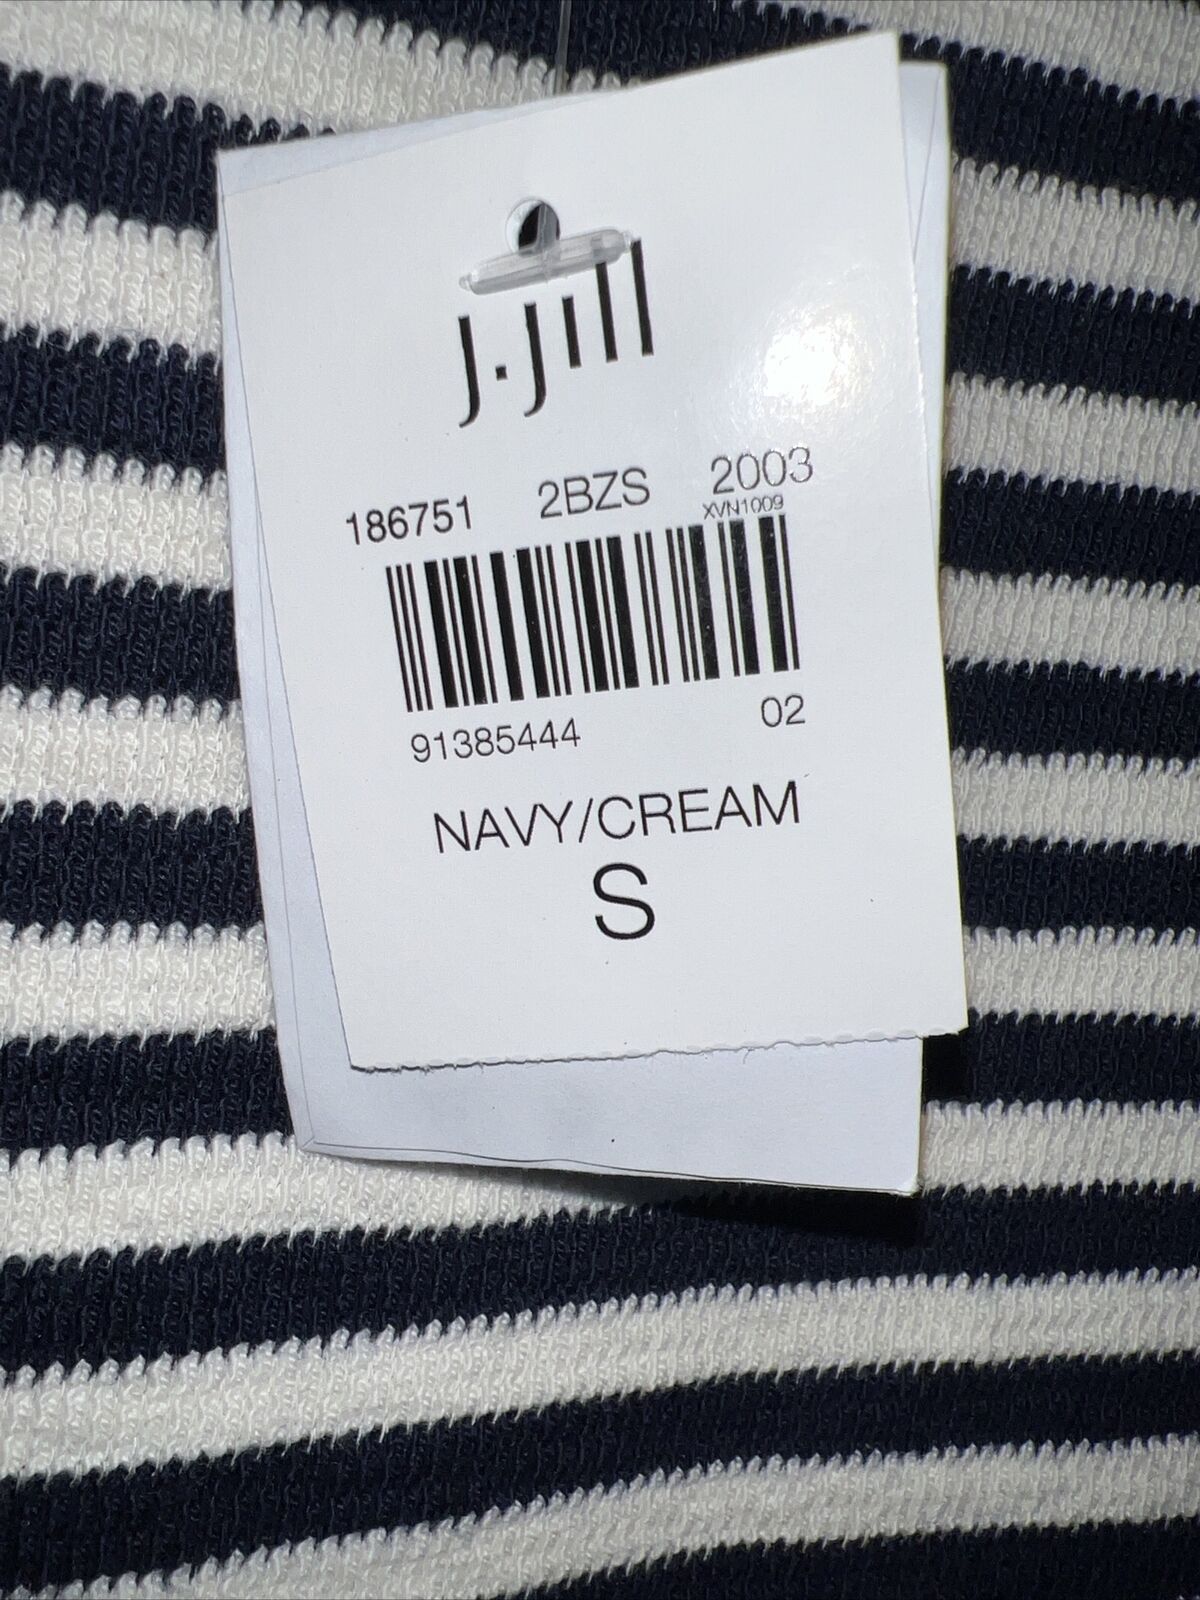 J.Jill
186751 2BZS 2003
XVN1009
91385444 02
NAVY/CREAM
S